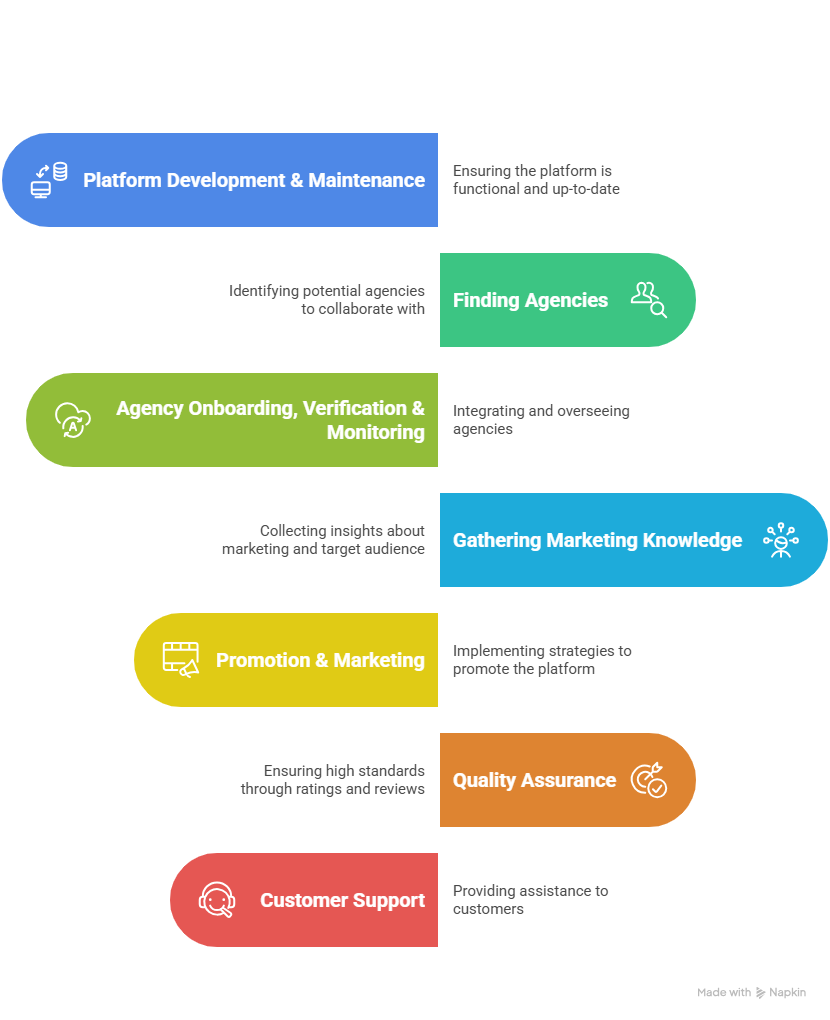 Platform Development & Maintenance
Ensuring the platform is
functional and up-to-date
Identifying potential agencies
to collaborate with
Finding Agencies
A
Agency Onboarding, Verification &
Monitoring
Integrating and overseeing
agencies
Collecting insights about
marketing and target audience
Gathering Marketing Knowledge
Promotion & Marketing
Implementing strategies to
promote the platform
Ensuring high standards
through ratings and reviews
Quality Assurance
Customer Support
Providing assistance to
customers
Made with Napkin